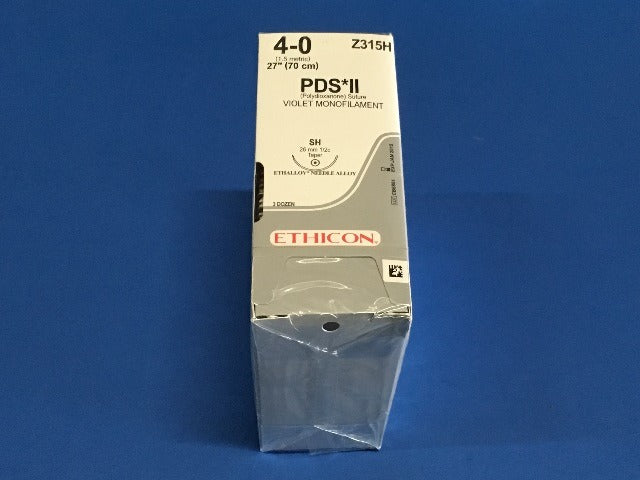 4-0
Z315H
(1.5 metric)
27" (70 cm)
PDS*II
(Polydioxanone) Suture
VIOLET MONOFILAMENT
SH
26 mm 1/2c
Taper
ETHALLOY* NEEDLE ALLOY
3 DOZEN
ETHICON